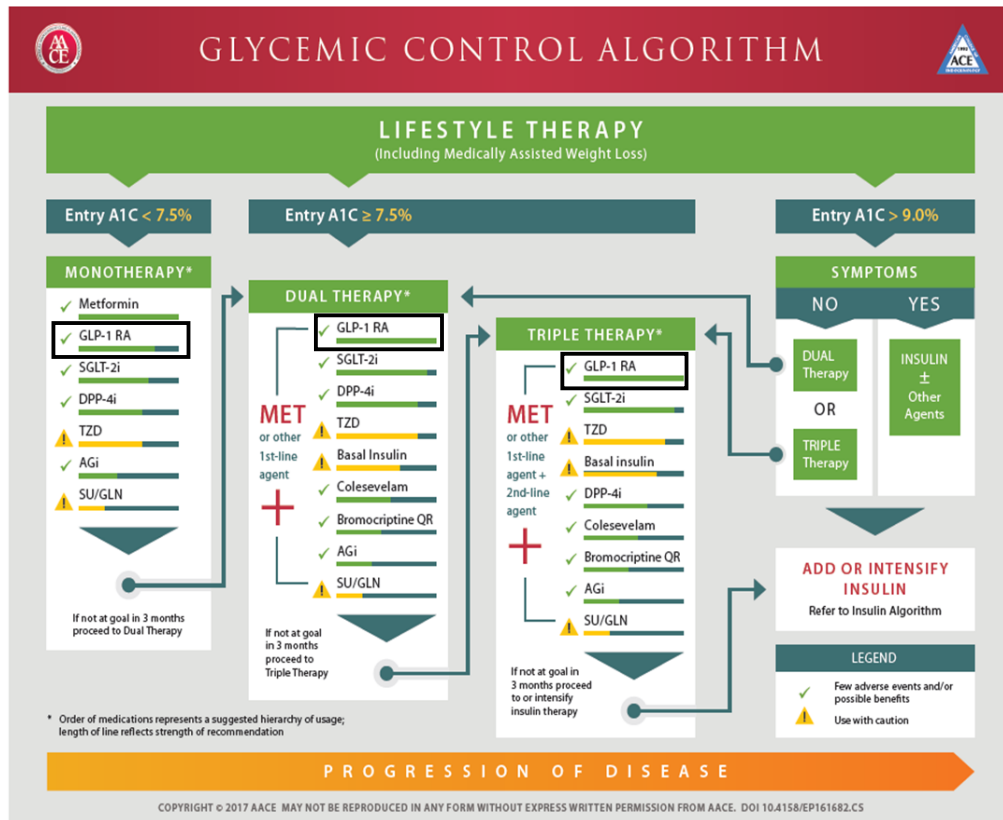 AACE
GLYCEMIC CONTROL ALGORITHM
1992
ACE
LIFESTYLE THERAPY
(Including Medically Assisted Weight Loss)
Entry A1C < 7.5%
Entry A1C ≥ 7.5%
Entry A1C > 9.0%
MONOTHERAPY*
Metformin
GLP-1 RA
SGLT-2i
DPP-4i
TZD
AGi
SU/GLN
If not at goal in 3 months
proceed to Dual Therapy
DUAL THERAPY*
MET
or other
1st-line
agent
+
GLP-1 RA
SGLT-2i
DPP-4i
TZD
Basal Insulin
Colesevelam
Bromocriptine QR
AGi
SU/GLN
If not at goal
in 3 months
proceed to
Triple Therapy
TRIPLE THERAPY*
MET
or other
1st-line
agent +
2nd-line
agent
+
GLP-1 RA
SGLT-2i
TZD
Basal insulin
DPP-4i
Colesevelam
Bromocriptine QR
AGi
SU/GLN
If not at goal in
3 months proceed
to or intensify
insulin therapy
SYMPTOMS
NO
YES
DUAL
Therapy
OR
TRIPLE
Therapy
INSULIN
±
Other
Agents
ADD OR INTENSIFY
INSULIN
Refer to Insulin Algorithm
LEGEND
Few adverse events and/or
possible benefits
Use with caution
* Order of medications represents a suggested hierarchy of usage;
length of line reflects strength of recommendation
PROGRESSION OF DISEASE
COPYRIGHT © 2017 AACE MAY NOT BE REPRODUCED IN ANY FORM WITHOUT EXPRESS WRITTEN PERMISSION FROM AACE. DOI 10.4158/EP161682.CS